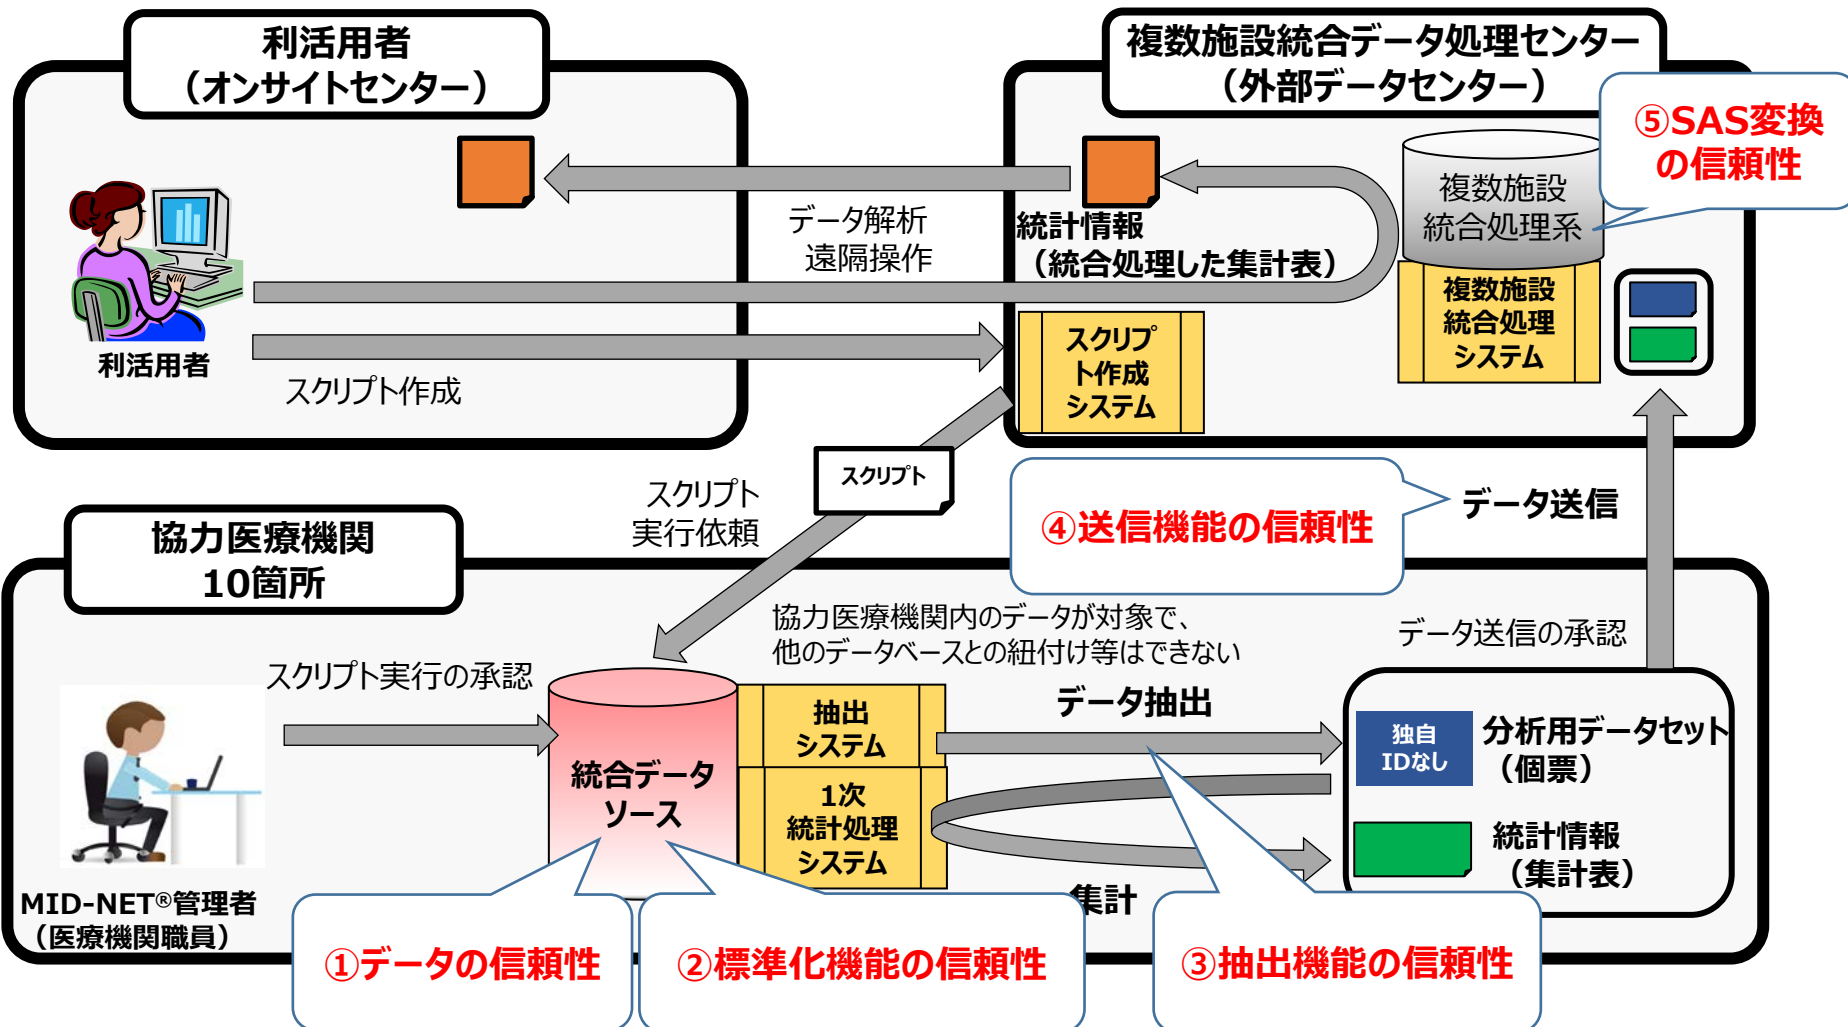 利活用者
（オンサイトセンター）
複数施設統合データ処理センター
（外部データセンター）
⑤SAS変換
の信頼性
複数施設
統合処理系
データ解析
遠隔操作
統計情報
（統合処理した集計表）
複数施設
統合処理
システム
スクリプ
ト作成
システム
利活用者
スクリプト作成
スクリプト
スクリプト
実行依頼
④送信機能の信頼性
データ送信
協力医療機関
10箇所
協力医療機関内のデータが対象で、
他のデータベースとの紐付け等はできない
データ送信の承認
スクリプト実行の承認
抽出
システム
データ抽出
統合データ
ソース
1次
統計処理
システム
独自
IDなし
分析用データセット
（個票）
統計情報
（集計表）
集計
MID-NET®管理者
（医療機関職員）
①データの信頼性
②標準化機能の信頼性
③抽出機能の信頼性